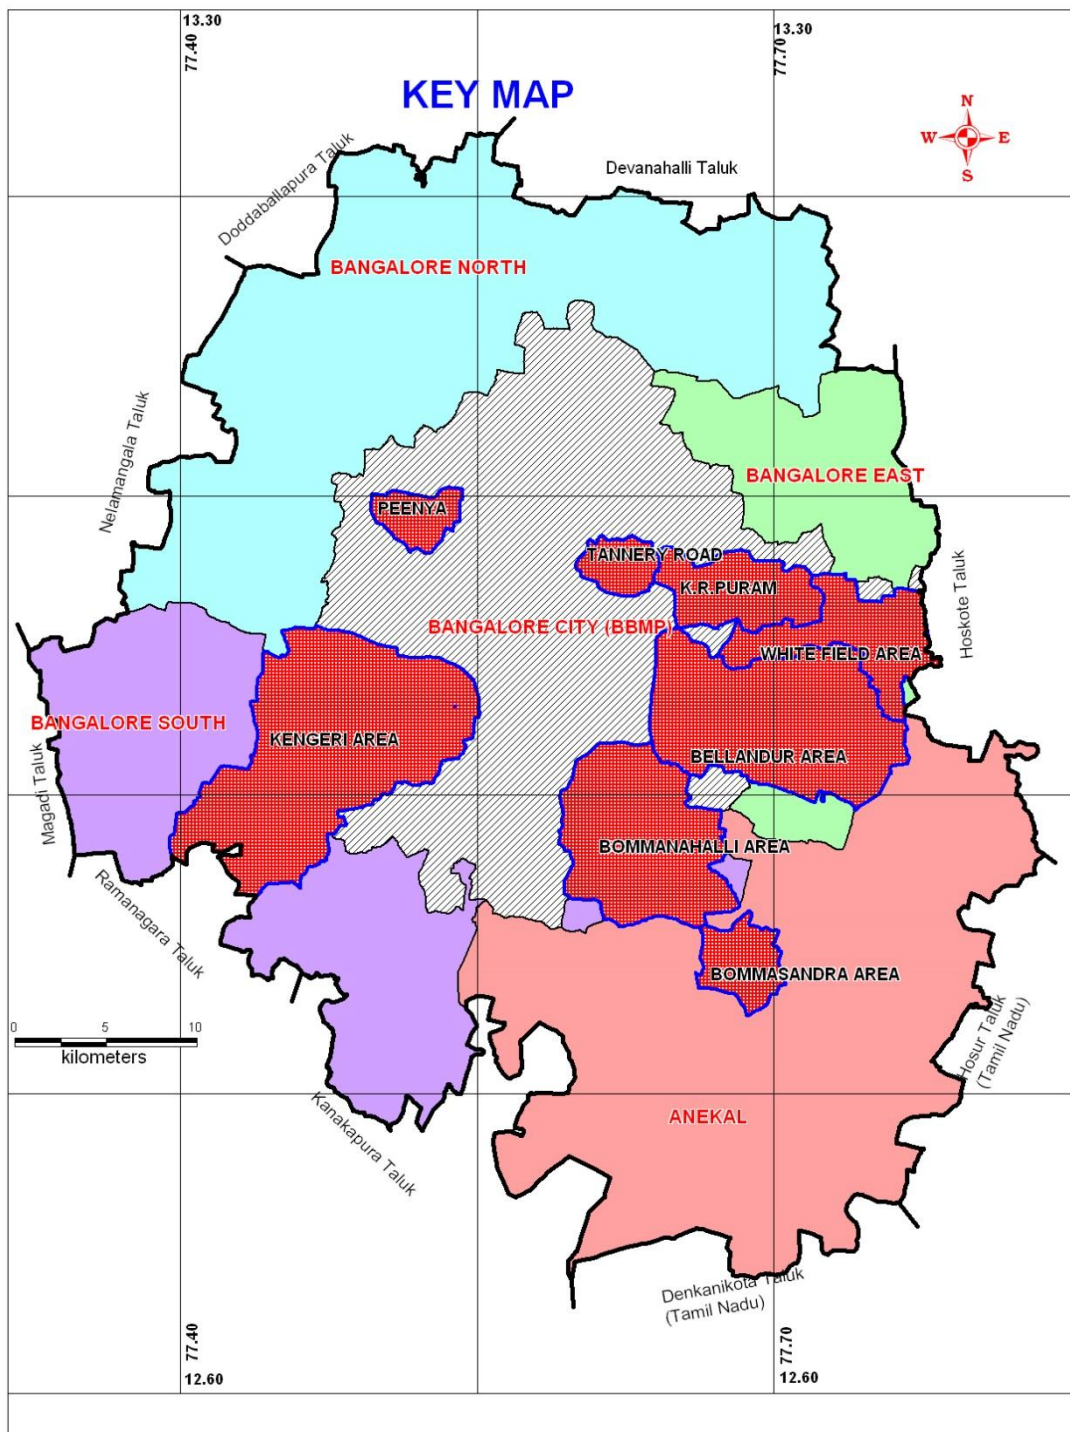 13.30
77.40
13.30
77.70
KEY MAP
N
W E
S
Doddaballapura Taluk
Devanahalli Taluk
BANGALORE NORTH
Nelamangala Taluk
BANGALORE EAST
PEENYA
TANNERY ROAD
K.R.PURAM
Hoskote Taluk
BANGALORE CITY (BBMP)
WHITE FIELD AREA
BANGALORE SOUTH
KENGERI AREA
BELLANDUR AREA
Magadi Taluk
BOMMANAHALLI AREA
Ramanagara Taluk
BOMMASANDRA AREA
0 5 10
kilometers
Hosur Taluk
(Tamil Nadu)
Kanakapura Taluk
ANEKAL
Denkanikota Taluk
(Tamil Nadu)
77.40
12.60
77.70
12.60